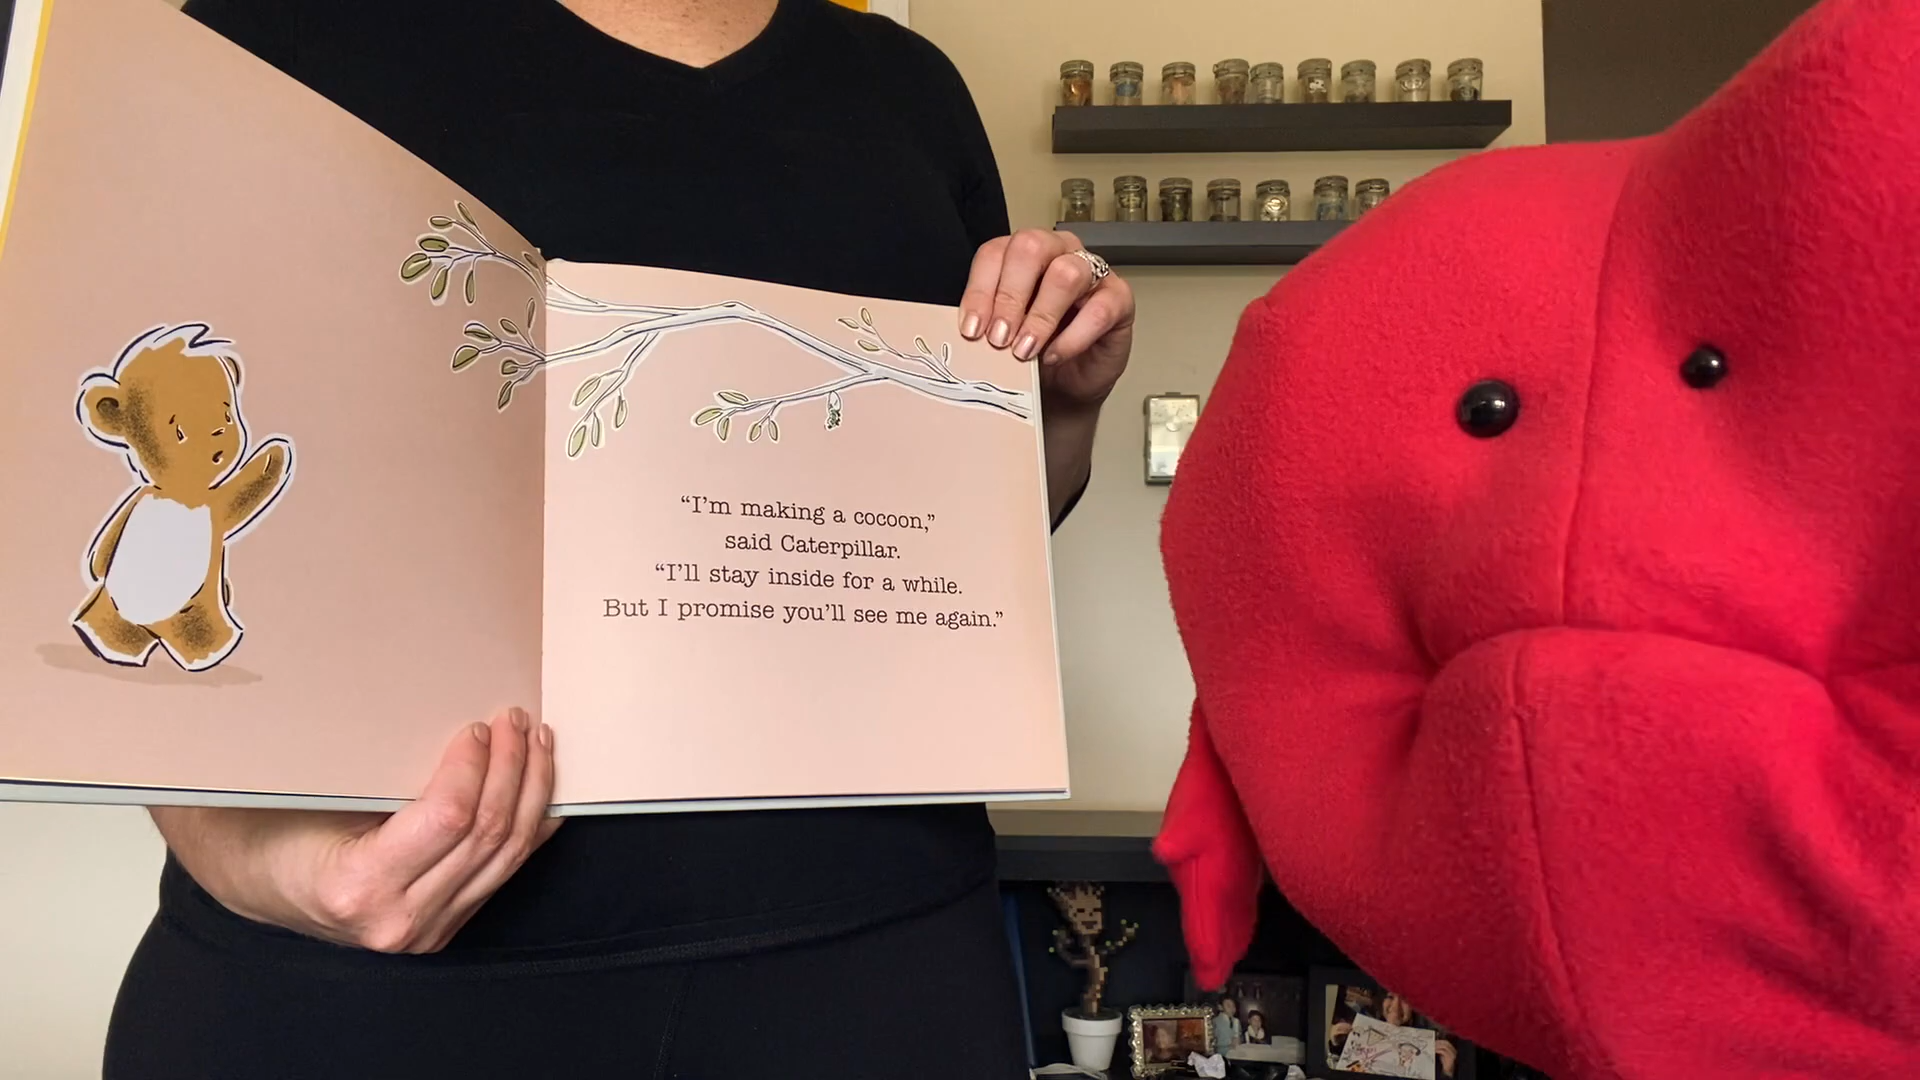 “I’m making a cocoon,”
said Caterpillar.
“I’ll stay inside for a while.
But I promise you’ll see me again.”